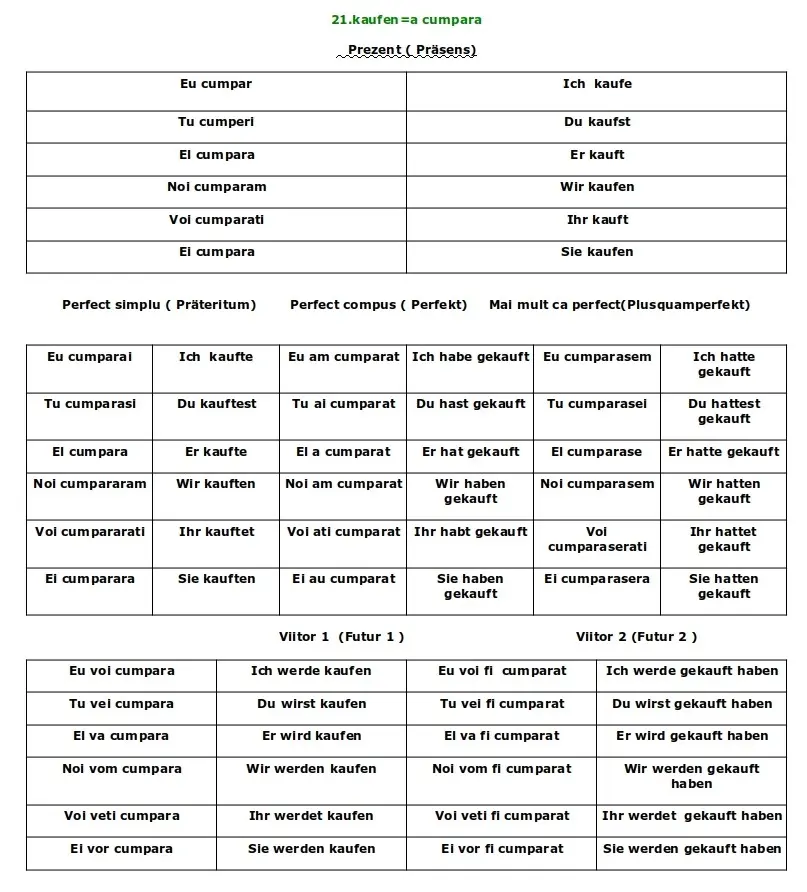 21.kaufen=a cumpara
Prezent ( Präsens)
Eu cumpar Ich kaufe
Tu cumperi Du kaufst
El cumpara Er kauft
Noi cumparam Wir kaufen
Voi cumparati Ihr kauft
Ei cumpara Sie kaufen
Perfect simplu ( Präteritum) Perfect compus ( Perfekt) Mai mult ca perfect(Plusquamperfekt)
Eu cumparai Ich kaufte Eu am cumparat Ich habe gekauft Eu cumparasem Ich hatte
gekauft
Tu cumparasi Du kauftest Tu ai cumparat Du hast gekauft Tu cumparasei Du hattest
gekauft
El cumpara Er kaufte El a cumparat Er hat gekauft El cumparase Er hatte gekauft
Noi cumpararam Wir kauften Noi am cumparat Wir haben
gekauft
Noi cumparasem Wir hatten
gekauft
Voi cumpararati Ihr kauftet Voi ati cumparat Ihr habt gekauft Voi
cumparaserati
Ihr hattet
gekauft
Ei cumparara Sie kauften Ei au cumparat Sie haben
gekauft
Ei cumparasera Sie hatten
gekauft
Viitor 1 (Futur 1 ) Viitor 2 (Futur 2 )
Eu voi cumpara Ich werde kaufen Eu voi fi cumparat Ich werde gekauft haben
Tu vei cumpara Du wirst kaufen Tu vei fi cumparat Du wirst gekauft haben
El va cumpara Er wird kaufen El va fi cumparat Er wird gekauft haben
Noi vom cumpara Wir werden kaufen Noi vom fi cumparat Wir werden gekauft
haben
Voi veti cumpara Ihr werdet kaufen Voi veti fi cumparat Ihr werdet gekauft haben
Ei vor cumpara Sie werden kaufen Ei vor fi cumparat Sie werden gekauft haben